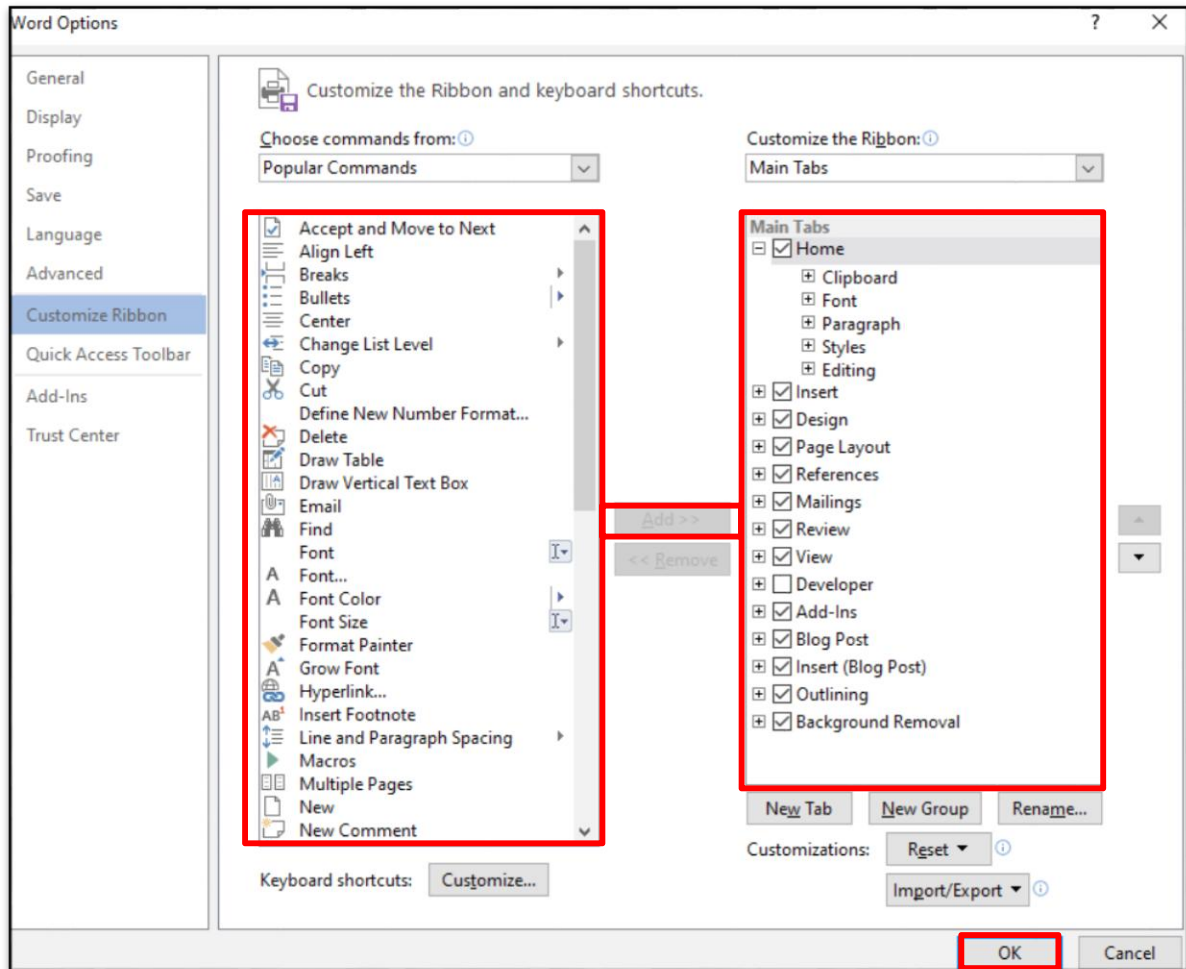 Word Options
?
General
Display
Proofing
Save
Language
Advanced
Customize Ribbon
Quick Access Toolbar
Add-Ins
Trust Center
Customize the Ribbon and keyboard shortcuts.
Choose commands from:
Popular Commands
Accept and Move to Next
Align Left
Breaks
Bullets
Center
Change List Level
Copy
Cut
Define New Number Format...
Delete
Draw Table
Draw Vertical Text Box
Email
Find
Font
Font...
Font Color
Font Size
Format Painter
Grow Font
Hyperlink...
Insert Footnote
Line and Paragraph Spacing
Macros
Multiple Pages
New
New Comment
Keyboard shortcuts: Customize...
Add >>
<< Remove
Customize the Ribbon:
Main Tabs
Main Tabs
Home
Clipboard
Font
Paragraph
Styles
Editing
Insert
Design
Page Layout
References
Mailings
Review
View
Developer
Add-Ins
Blog Post
Insert (Blog Post)
Outlining
Background Removal
New Tab New Group Rename...
Customizations: Reset
Import/Export
OK Cancel